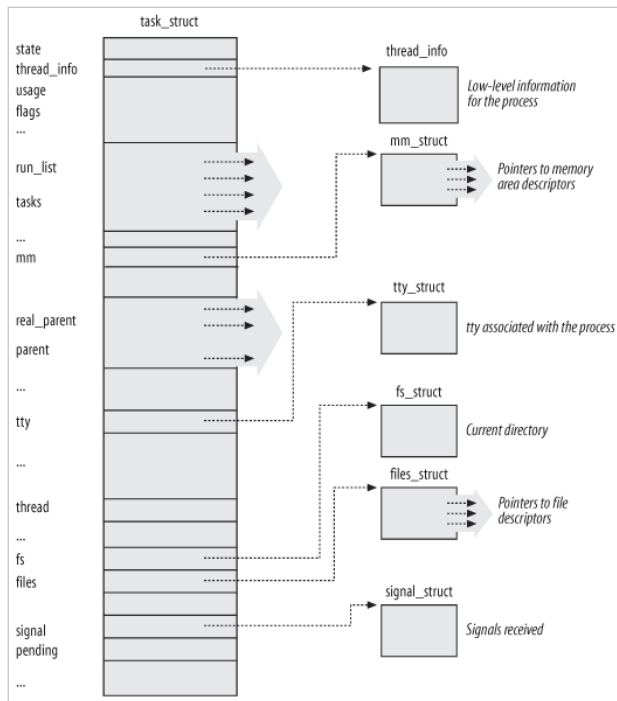 task_struct
state
thread_info
usage
flags
...
run_list
tasks
...
mm
real_parent
parent
...
tty
...
thread
...
fs
files
signal
pending
...
thread_info
Low-level information
for the process
mm_struct
Pointers to memory
area descriptors
tty_struct
tty associated with the process
fs_struct
Current directory
files_struct
Pointers to file
descriptors
signal_struct
Signals received